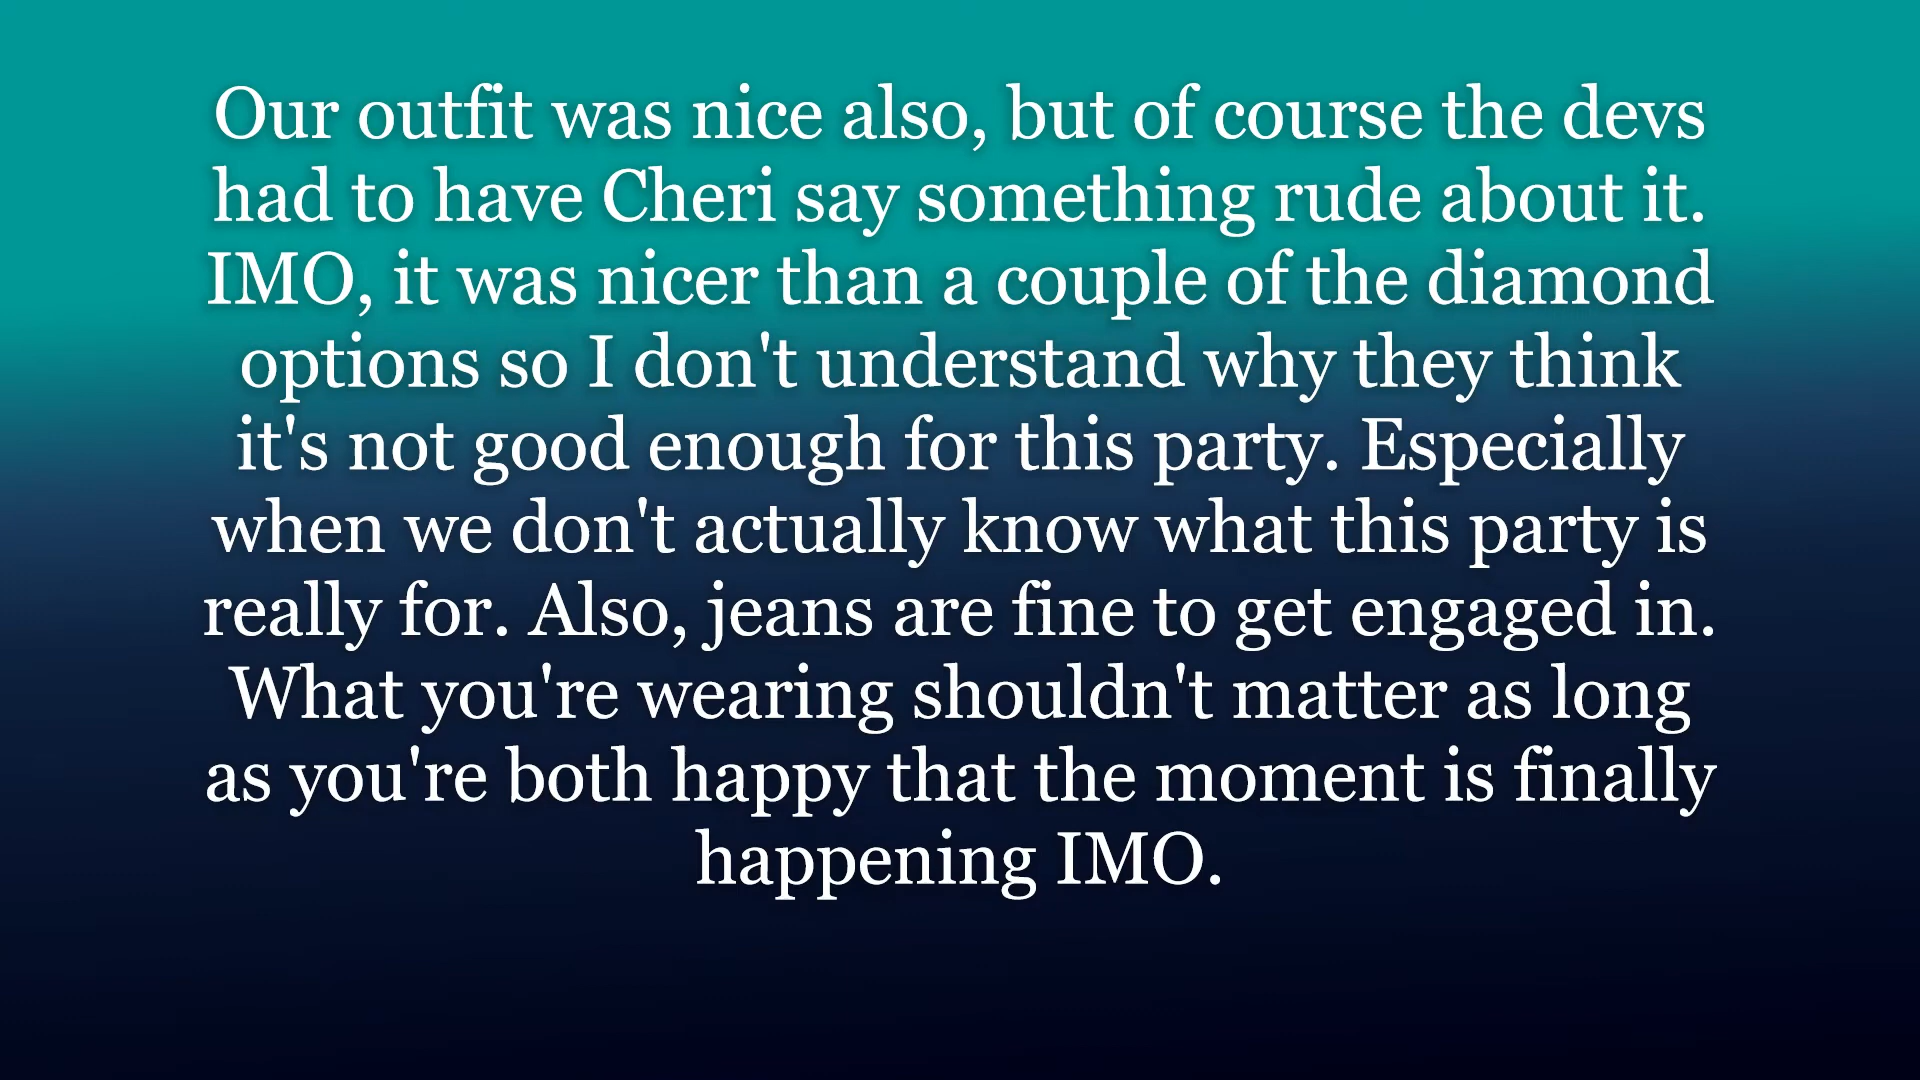 Our outfit was nice also, but of course the devs
had to have Cheri say something rude about it.
IMO, it was nicer than a couple of the diamond
options so I don't understand why they think
it's not good enough for this party. Especially
when we don't actually know what this party is
really for. Also, jeans are fine to get engaged in.
What you're wearing shouldn't matter as long
as you're both happy that the moment is finally
happening IMO.